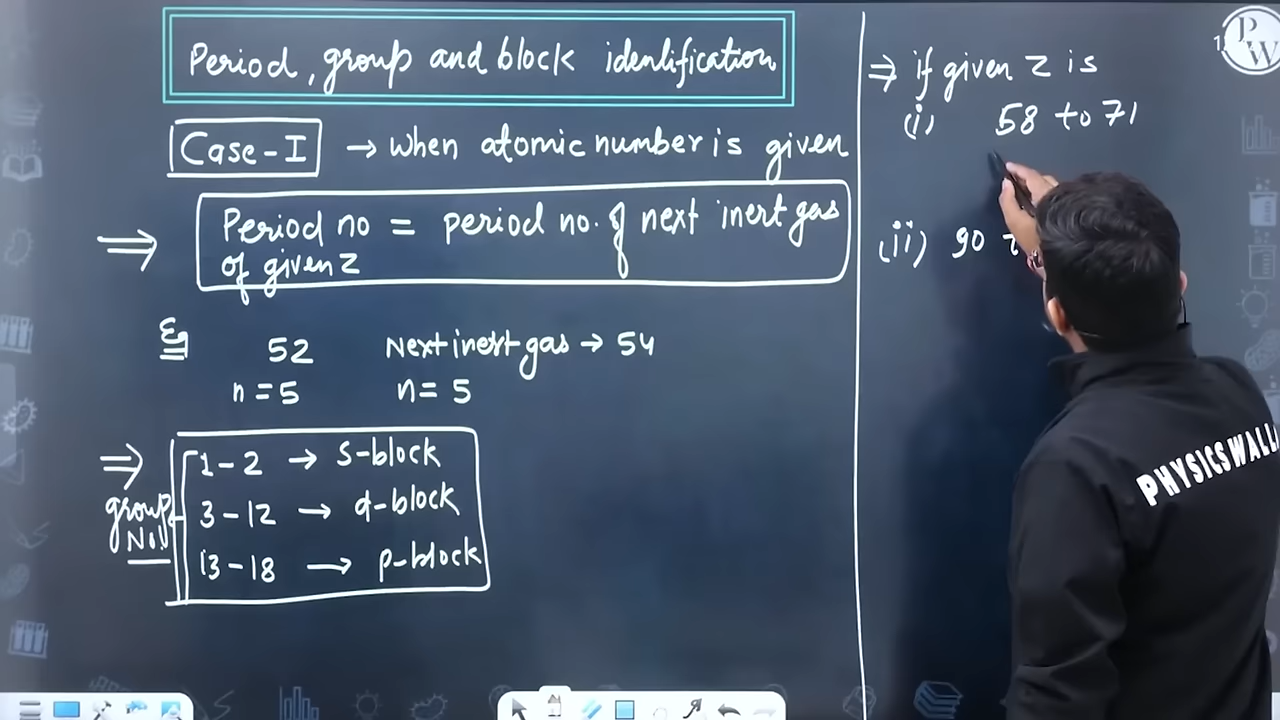 Period, group and block identification
Case-I → when atomic number is given
⇒ Period no = period no. of next inert gas
of given Z
Eg 52 Next inert gas → 54
n = 5 n = 5
⇒ 1-2 → s-block
group 3-12 → d-block
No. 13-18 → p-block
⇒ if given Z is
(i) 58 to 71
(ii) 90
PW
PHYSICSWALLA